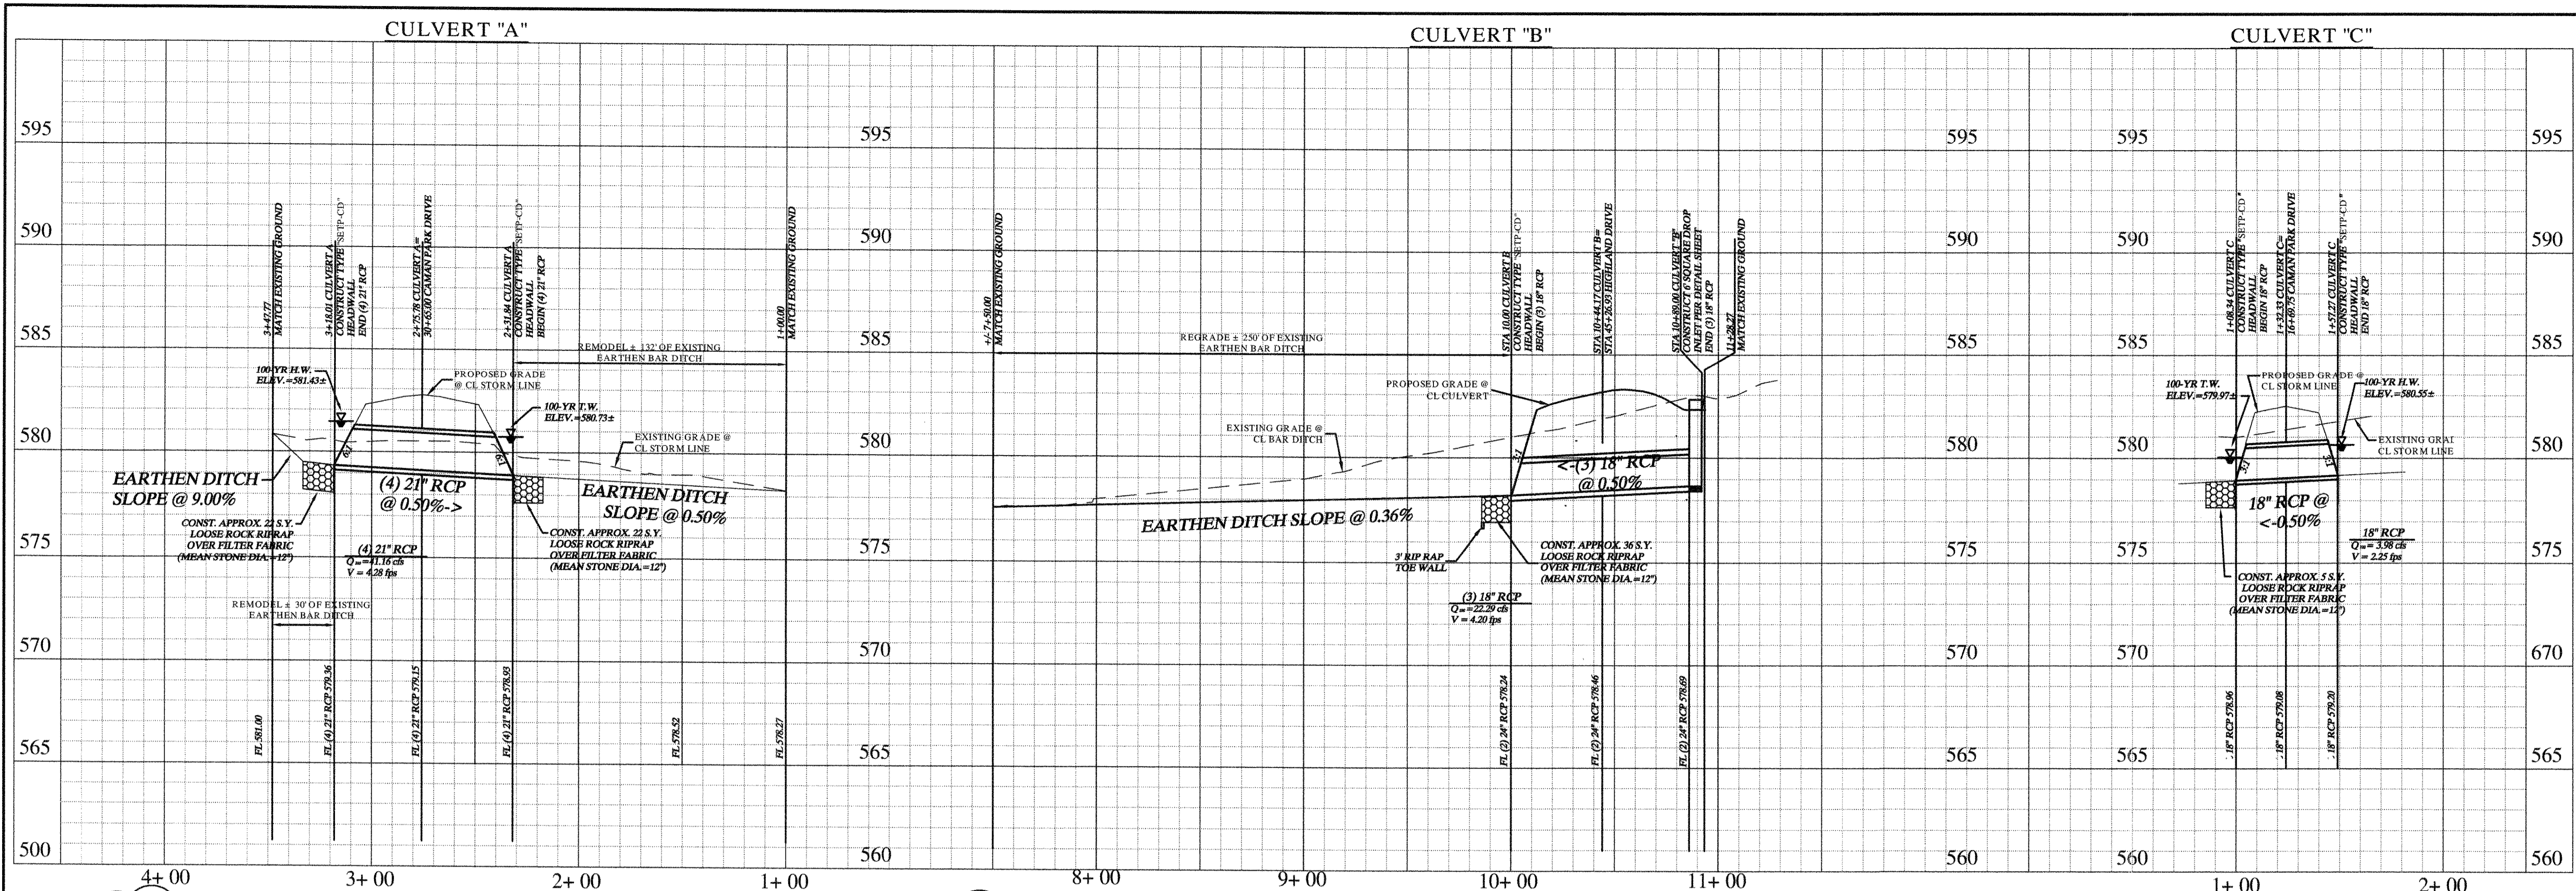 CULVERT "A"
595
590
585
580
575
570
565
500
3+47.77
MATCH EXISTING GROUND
3+18.01 CULVERT A
CONSTRUCT TYPE "SETP-CD"
HEADWALL
END (4) 21" RCP
2+75.78 CULVERT A=
30+65.00 CAMAN PARK DRIVE
2+31.84 CULVERT A
CONSTRUCT TYPE "SETP-CD"
HEADWALL
BEGIN (4) 21" RCP
1+00.00
MATCH EXISTING GROUND
REMODEL ± 132' OF EXISTING
EARTHEN BAR DITCH
100-YR H.W.
ELEV.=581.43±
PROPOSED GRADE
@ CL STORM LINE
100-YR T.W.
ELEV.=580.73±
EXISTING GRADE @
CL STORM LINE
6:1
6:1
EARTHEN DITCH
SLOPE @ 9.00%
(4) 21" RCP
@ 0.50%->
EARTHEN DITCH
SLOPE @ 0.50%
CONST. APPROX. 22 S.Y.
LOOSE ROCK RIPRAP
OVER FILTER FABRIC
(MEAN STONE DIA.=12")
(4) 21" RCP
Q∞=41.16 cfs
V = 4.28 fps
CONST. APPROX. 22 S.Y.
LOOSE ROCK RIPRAP
OVER FILTER FABRIC
(MEAN STONE DIA.=12")
REMODEL ± 30' OF EXISTING
EARTHEN BAR DITCH
FL 581.00
FL (4) 21" RCP 579.36
FL (4) 21" RCP 579.15
FL (4) 21" RCP 578.93
FL 578.52
FL 578.27
4+00
3+00
2+00
1+00
CULVERT "B"
595
590
585
580
575
570
565
560
+/- 7+50.00
MATCH EXISTING GROUND
STA 10.00 CULVERT B
CONSTRUCT TYPE "SETP-CD"
HEADWALL
BEGIN (3) 18" RCP
STA 10+44.17 CULVERT B=
STA 45+26.93 HIGHLAND DRIVE
STA 10+89.00 CULVERT "B"
CONSTRUCT 6' SQUARE DROP
INLET PER DETAIL SHEET
END (3) 18" RCP
11+28.27
MATCH EXISTING GROUND
REGRADE ± 250' OF EXISTING
EARTHEN BAR DITCH
PROPOSED GRADE @
CL CULVERT
EXISTING GRADE @
CL BAR DITCH
3:1
<-(3) 18" RCP
@ 0.50%
EARTHEN DITCH SLOPE @ 0.36%
3' RIP RAP
TOE WALL
CONST. APPROX. 36 S.Y.
LOOSE ROCK RIPRAP
OVER FILTER FABRIC
(MEAN STONE DIA.=12")
(3) 18" RCP
Q∞=22.29 cfs
V = 4.20 fps
FL (2) 24" RCP 578.24
FL (2) 24" RCP 578.46
FL (2) 24" RCP 578.69
8+00
9+00
10+00
11+00
595
590
585
580
575
570
565
560
CULVERT "C"
595
590
585
580
575
570
565
560
1+08.34 CULVERT C
CONSTRUCT TYPE "SETP-CD"
HEADWALL
BEGIN 18" RCP
1+32.33 CULVERT C=
16+69.75 CAMAN PARK DRIVE
1+57.27 CULVERT C
CONSTRUCT TYPE "SETP-CD"
HEADWALL
END 18" RCP
100-YR T.W.
ELEV.=579.97±
PROPOSED GRADE @
CL STORM LINE
100-YR H.W.
ELEV.=580.55±
EXISTING GRAI
CL STORM LINE
3:1
3:1
18" RCP @
<-0.50%
18" RCP
Q∞= 3.98 cfs
V = 2.25 fps
CONST. APPROX. 5 S.Y.
LOOSE ROCK RIPRAP
OVER FILTER FABRIC
(MEAN STONE DIA.=12")
18" RCP 578.96
18" RCP 579.08
18" RCP 579.20
1+00
2+00
595
590
585
580
575
670
565
560